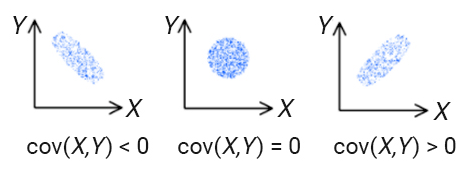 Y
X
cov(X,Y) < 0
Y
X
cov(X,Y) = 0
Y
X
cov(X,Y) > 0